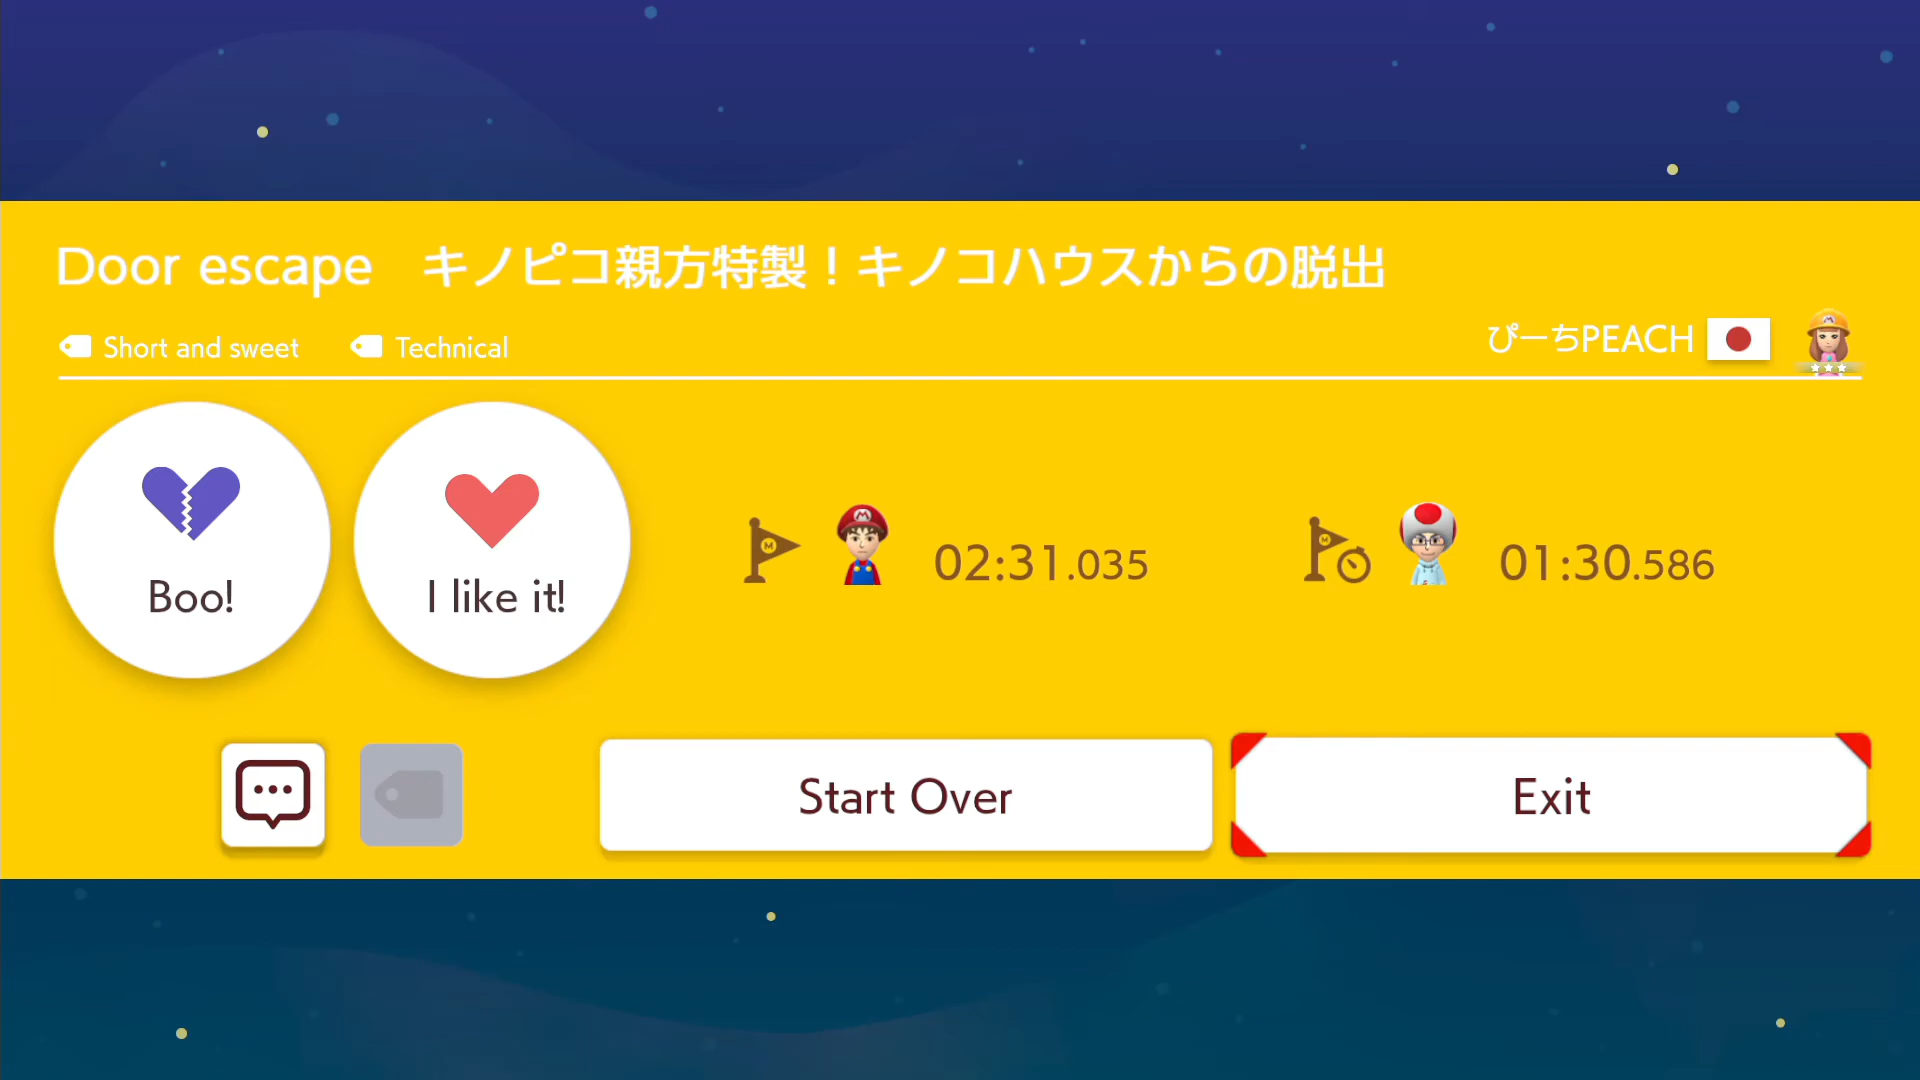 Door escape　キノピコ親方特製！キノコハウスからの脱出
Short and sweet Technical
ぴーちPEACH
Boo!
I like it!
02:31.035
01:30.586
Start Over
Exit